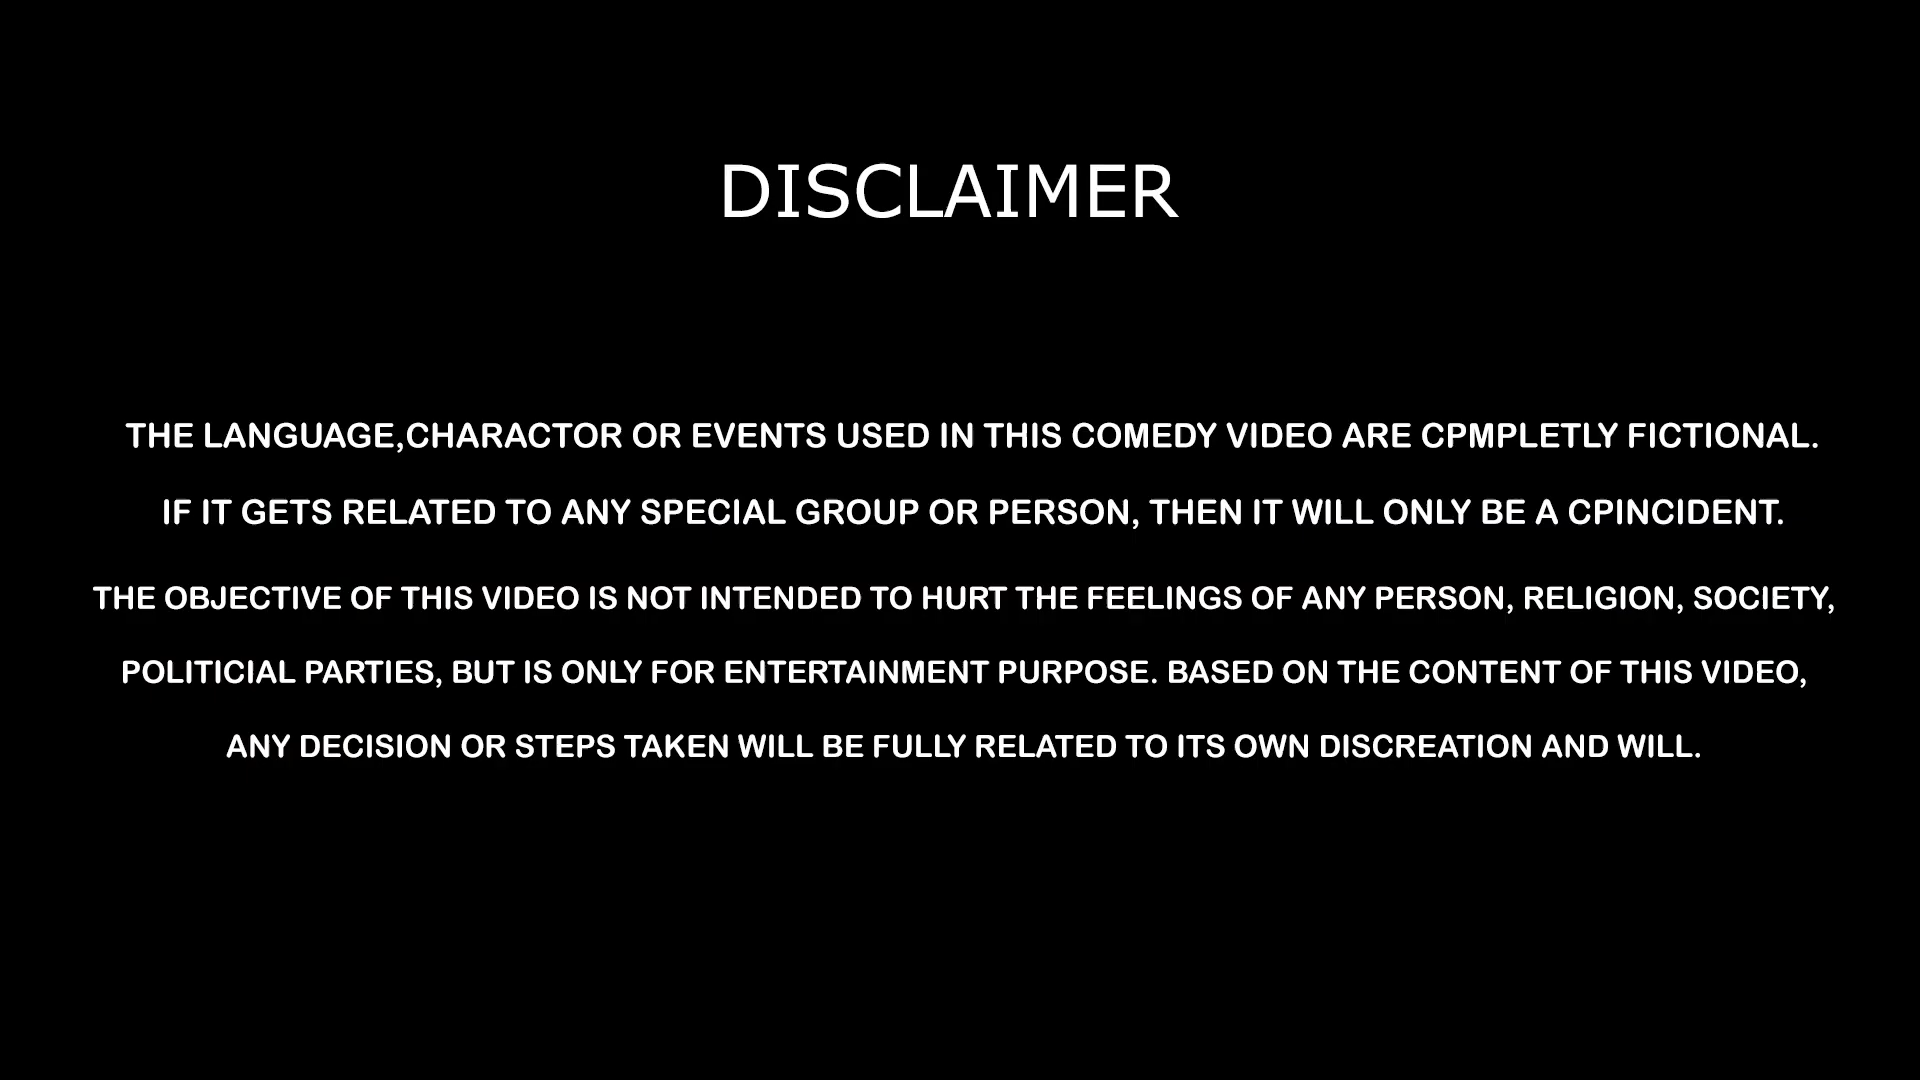 DISCLAIMER
THE LANGUAGE,CHARACTOR OR EVENTS USED IN THIS COMEDY VIDEO ARE CPMPLETLY FICTIONAL.
IF IT GETS RELATED TO ANY SPECIAL GROUP OR PERSON, THEN IT WILL ONLY BE A CPINCIDENT.
THE OBJECTIVE OF THIS VIDEO IS NOT INTENDED TO HURT THE FEELINGS OF ANY PERSON, RELIGION, SOCIETY,
POLITICIAL PARTIES, BUT IS ONLY FOR ENTERTAINMENT PURPOSE. BASED ON THE CONTENT OF THIS VIDEO,
ANY DECISION OR STEPS TAKEN WILL BE FULLY RELATED TO ITS OWN DISCREATION AND WILL.